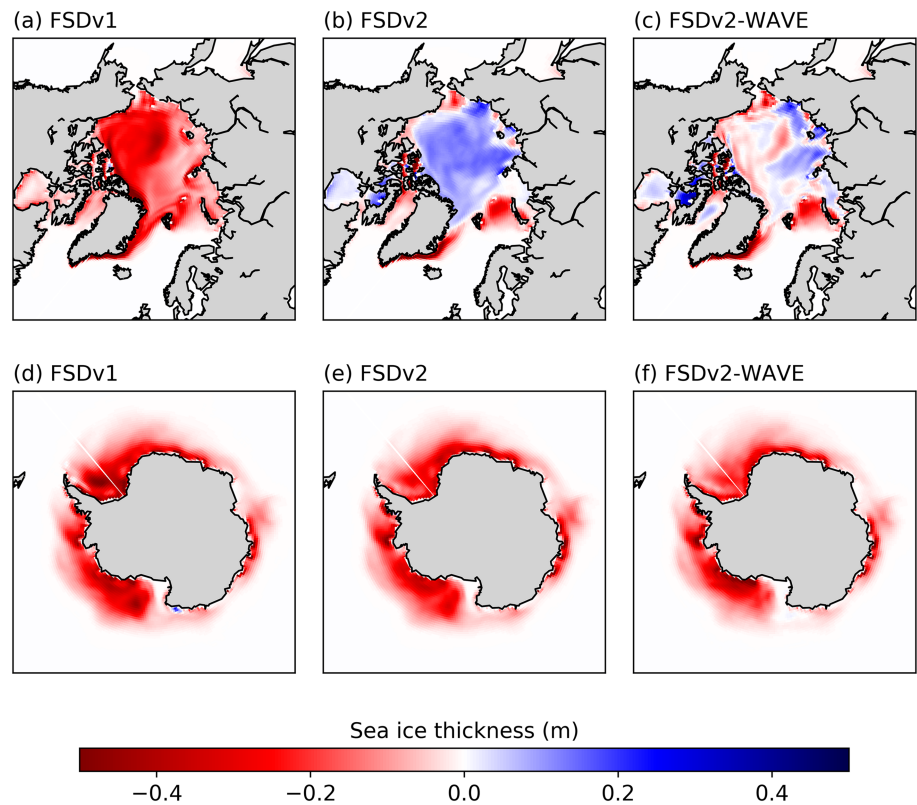 (a) FSDv1
(b) FSDv2
(c) FSDv2-WAVE
(d) FSDv1
(e) FSDv2
(f) FSDv2-WAVE
Sea ice thickness (m)
−0.4 −0.2 0.0 0.2 0.4